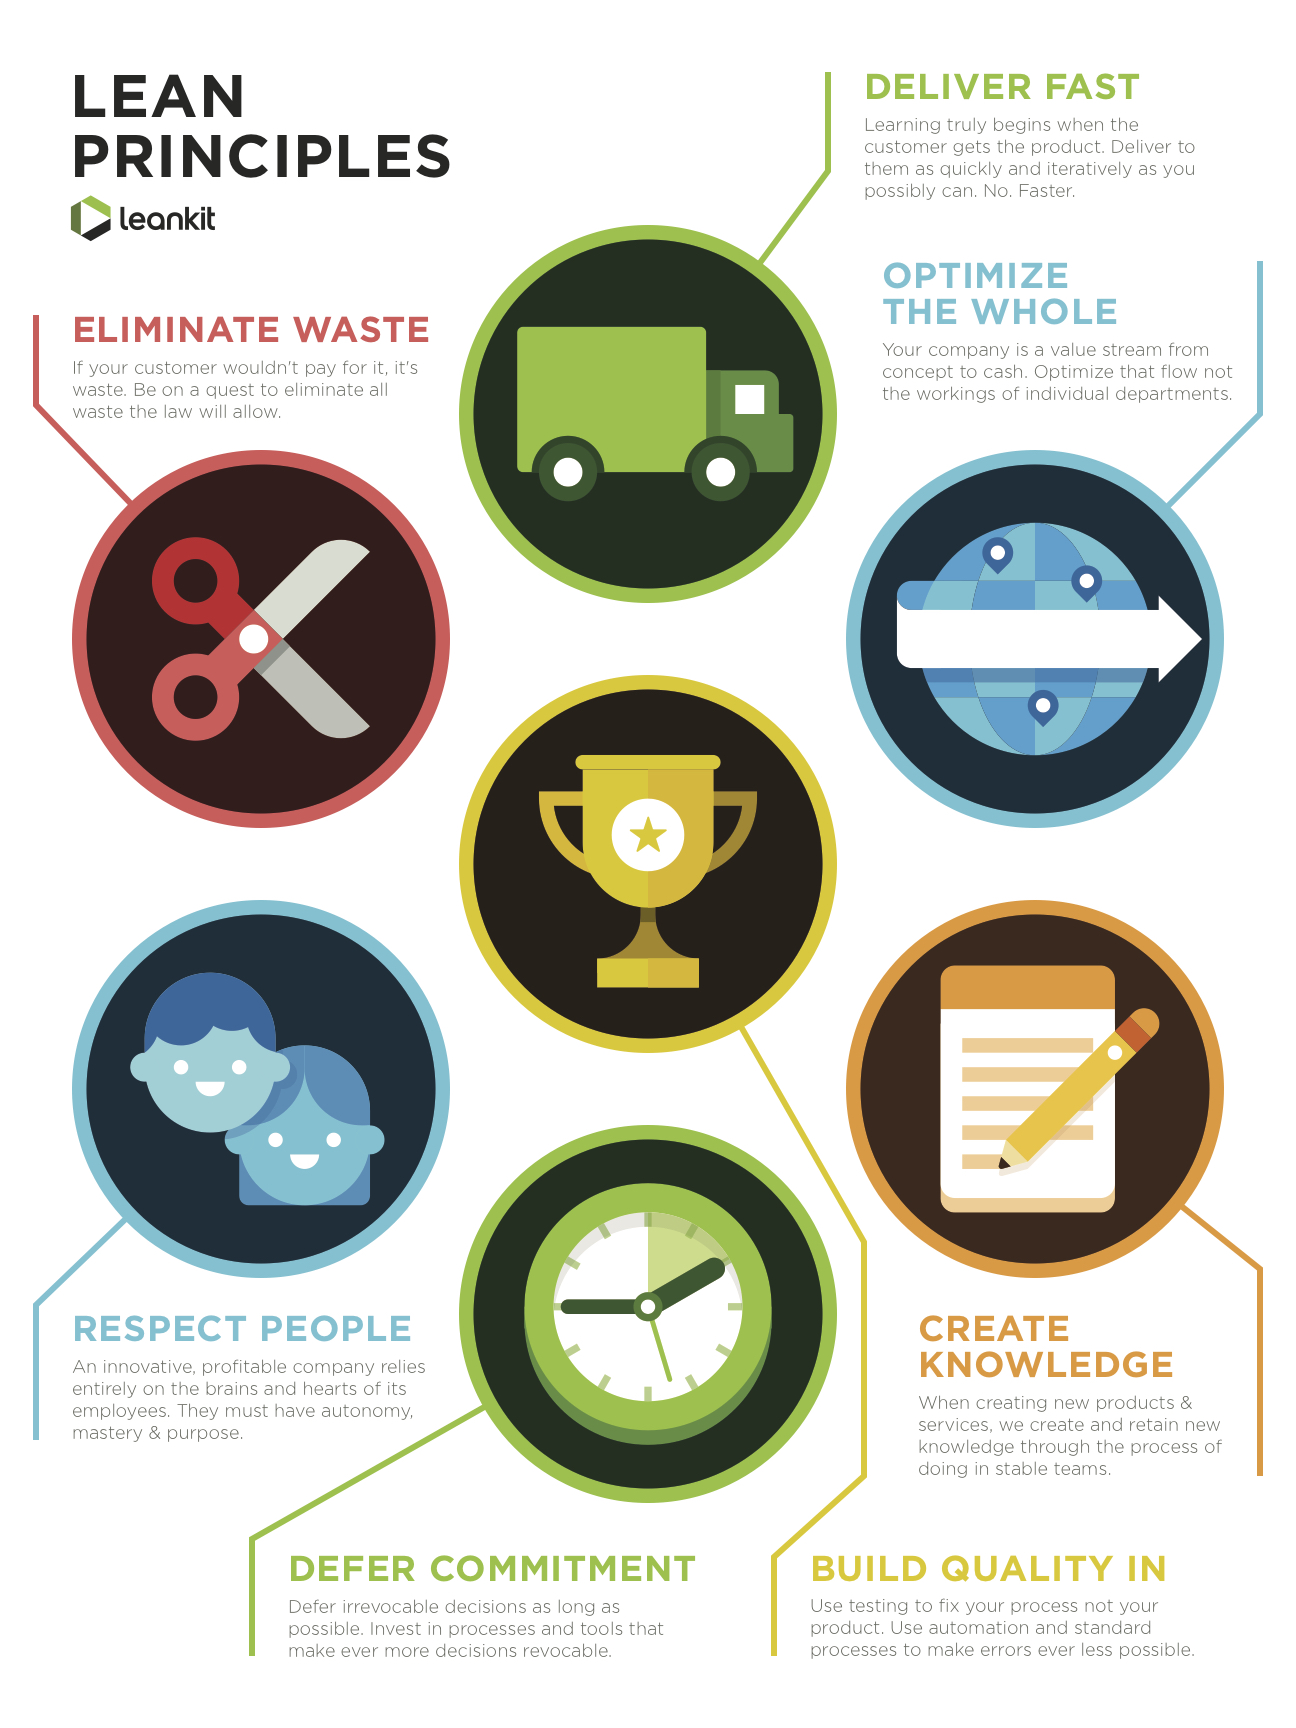 LEAN
PRINCIPLES
leankit
DELIVER FAST
Learning truly begins when the
customer gets the product. Deliver to
them as quickly and iteratively as you
possibly can. No. Faster.
OPTIMIZE
THE WHOLE
Your company is a value stream from
concept to cash. Optimize that flow not
the workings of individual departments.
ELIMINATE WASTE
If your customer wouldn't pay for it, it's
waste. Be on a quest to eliminate all
waste the law will allow.
RESPECT PEOPLE
An innovative, profitable company relies
entirely on the brains and hearts of its
employees. They must have autonomy,
mastery & purpose.
CREATE
KNOWLEDGE
When creating new products &
services, we create and retain new
knowledge through the process of
doing in stable teams.
DEFER COMMITMENT
Defer irrevocable decisions as long as
possible. Invest in processes and tools that
make ever more decisions revocable.
BUILD QUALITY IN
Use testing to fix your process not your
product. Use automation and standard
processes to make errors ever less possible.